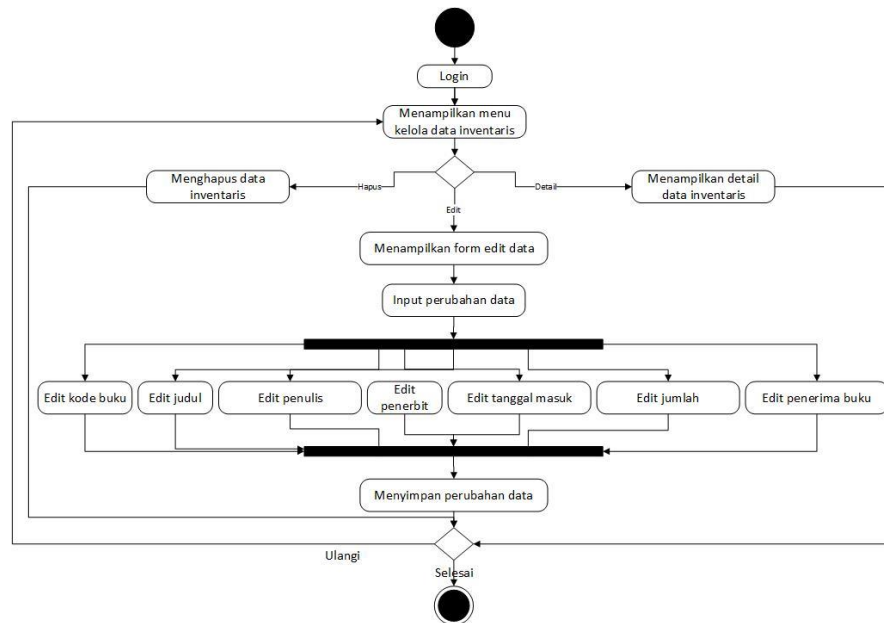 Login
Menampilkan menu
kelola data inventaris
Menghapus data
inventaris
Hapus
Detail
Menampilkan detail
data inventaris
Edit
Menampilkan form edit data
Input perubahan data
Edit kode buku
Edit judul
Edit penulis
Edit
penerbit
Edit tanggal masuk
Edit jumlah
Edit penerima buku
Menyimpan perubahan data
Ulangi
Selesai